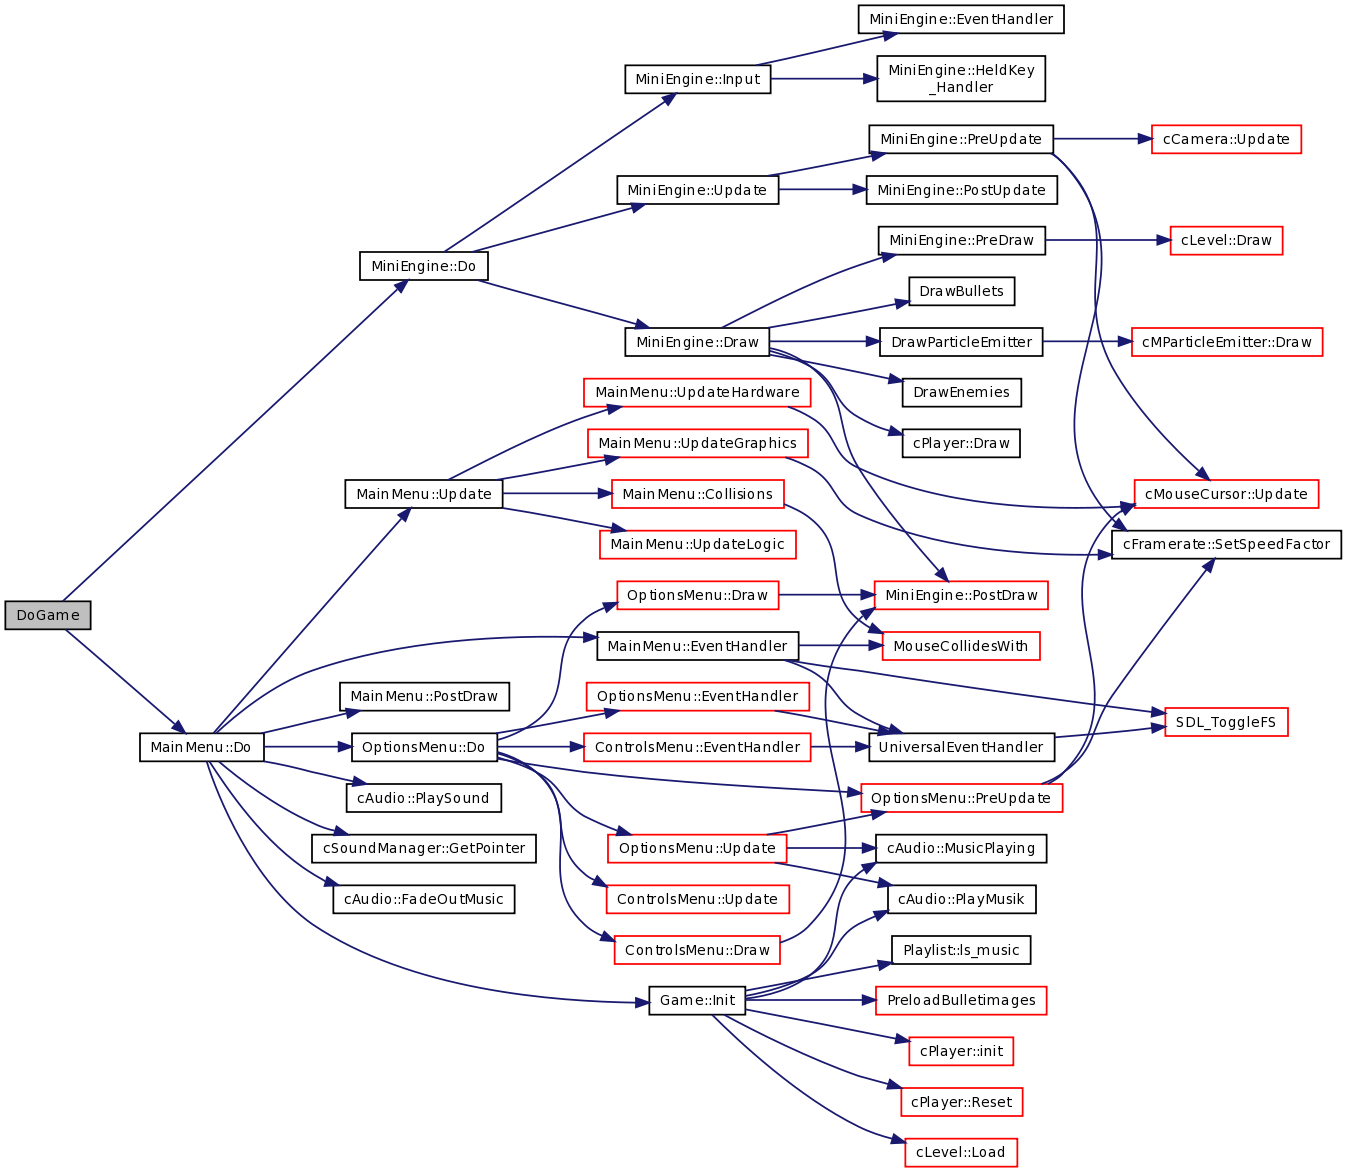 MiniEngine::EventHandler
MiniEngine::Input
MiniEngine::HeldKey
_Handler
MiniEngine::PreUpdate
cCamera::Update
MiniEngine::Update
MiniEngine::PostUpdate
MiniEngine::PreDraw
cLevel::Draw
MiniEngine::Do
DrawBullets
MiniEngine::Draw
DrawParticleEmitter
cMParticleEmitter::Draw
MainMenu::UpdateHardware
DrawEnemies
MainMenu::UpdateGraphics
cPlayer::Draw
MainMenu::Update
MainMenu::Collisions
cMouseCursor::Update
MainMenu::UpdateLogic
cFramerate::SetSpeedFactor
OptionsMenu::Draw
MiniEngine::PostDraw
DoGame
MainMenu::EventHandler
MouseCollidesWith
MainMenu::PostDraw
OptionsMenu::EventHandler
SDL_ToggleFS
MainMenu::Do
OptionsMenu::Do
ControlsMenu::EventHandler
UniversalEventHandler
cAudio::PlaySound
OptionsMenu::PreUpdate
cSoundManager::GetPointer
OptionsMenu::Update
cAudio::MusicPlaying
cAudio::FadeOutMusic
ControlsMenu::Update
cAudio::PlayMusik
ControlsMenu::Draw
Playlist::Is_music
Game::Init
PreloadBulletimages
cPlayer::init
cPlayer::Reset
cLevel::Load